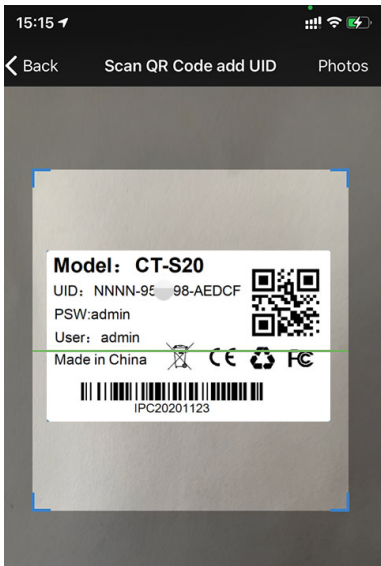 15:15
Back Scan QR Code add UID Photos
Model: CT-S20
UID: NNNN-95 98-AEDCF
PSW:admin
User: admin
Made in China CE FC
IPC20201123